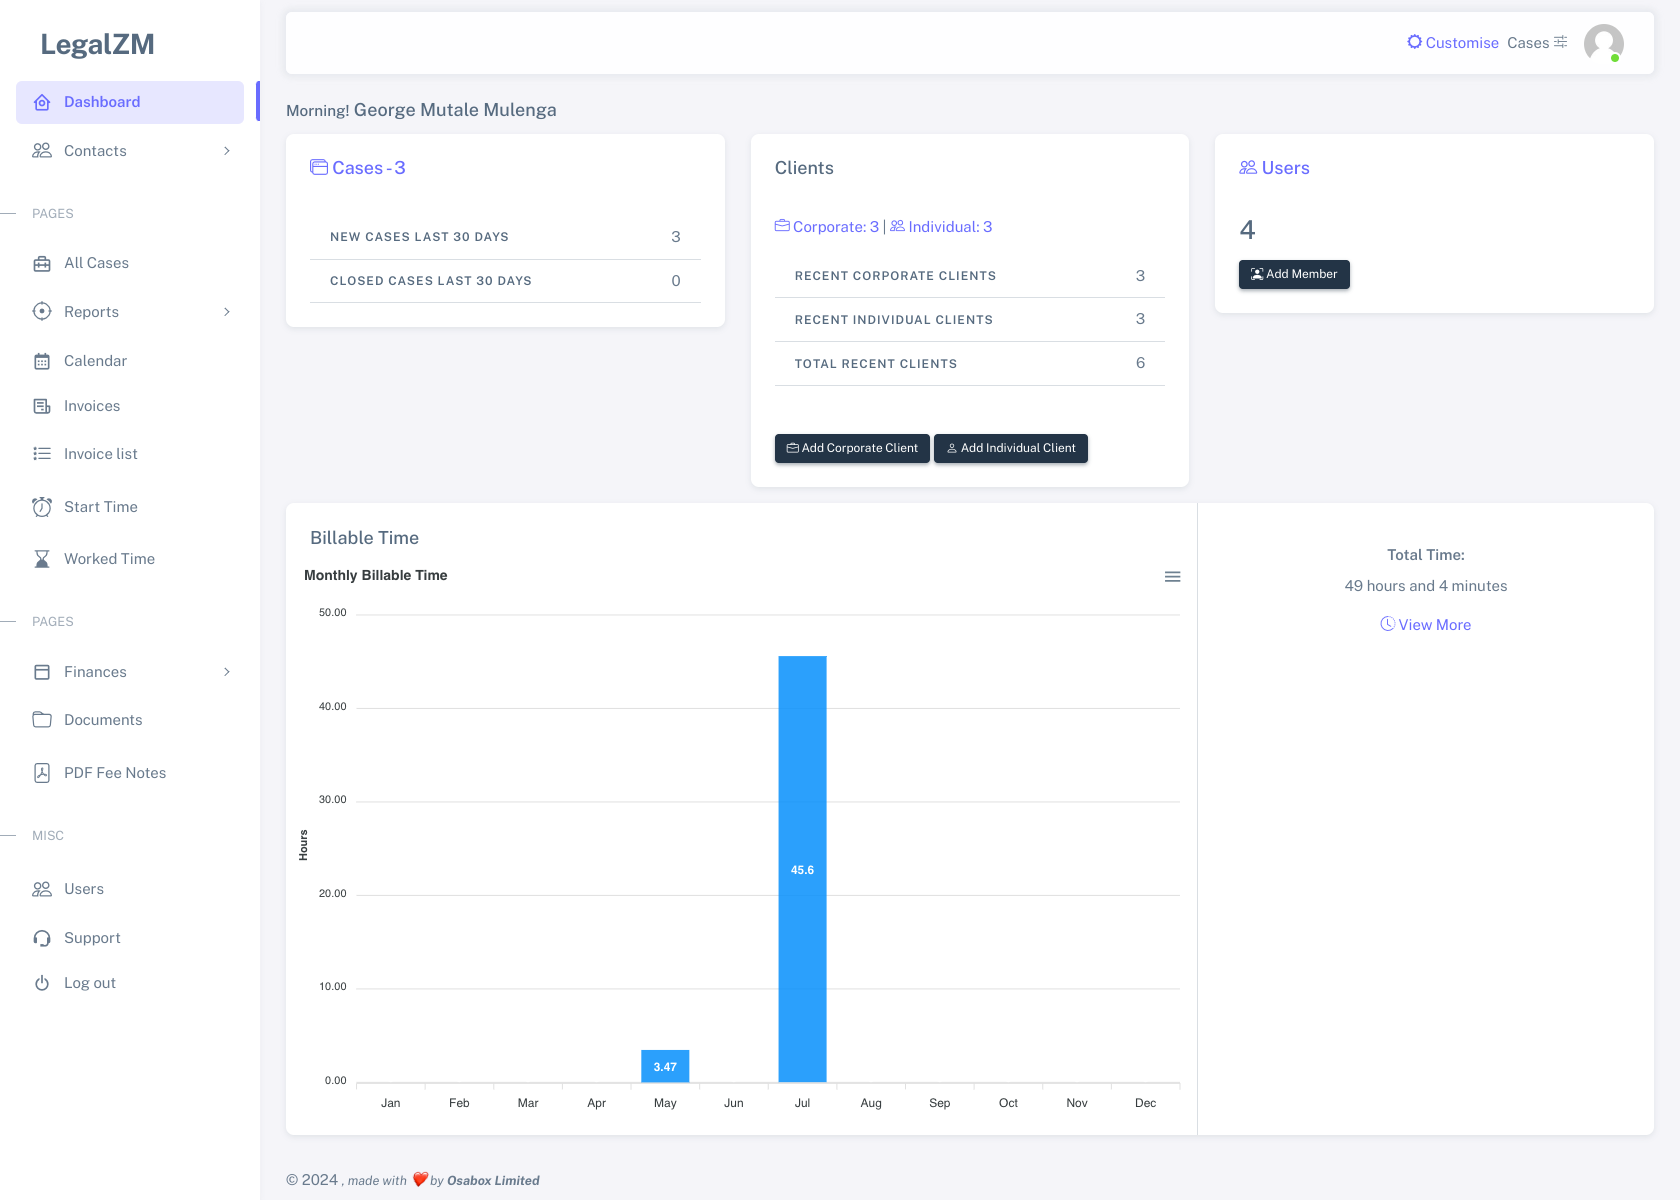 LegalZM
Dashboard
Contacts
PAGES
All Cases
Reports
Calendar
Invoices
Invoice list
Start Time
Worked Time
PAGES
Finances
Documents
PDF Fee Notes
MISC
Users
Support
Log out
Customise Cases
Morning! George Mutale Mulenga
Cases - 3
NEW CASES LAST 30 DAYS 3
CLOSED CASES LAST 30 DAYS 0
Clients
Corporate: 3 | Individual: 3
RECENT CORPORATE CLIENTS 3
RECENT INDIVIDUAL CLIENTS 3
TOTAL RECENT CLIENTS 6
Add Corporate Client Add Individual Client
Users
4
Add Member
Billable Time
Monthly Billable Time
50.00
40.00
30.00
20.00
10.00
0.00
Hours
45.6
3.47
Jan Feb Mar Apr May Jun Jul Aug Sep Oct Nov Dec
Total Time:
49 hours and 4 minutes
View More
© 2024 , made with ❤️ by Osabox Limited